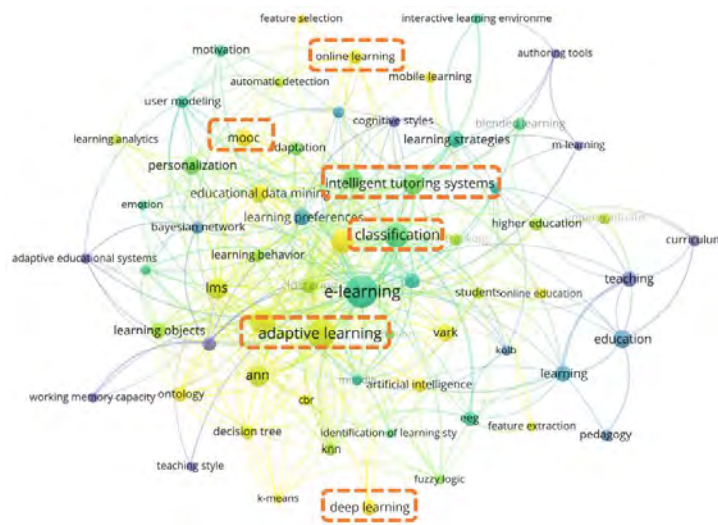 feature selection
interactive learning environme
motivation
online learning
authoring tools
automatic detection
mobile learning
user modeling
cognitive styles
blended learning
learning analytics
mooc
adaptation
learning strategies
m-learning
personalization
intelligent tutoring systems
emotion
educational data mining
learning preferences
bayesian network
classification
higher education
curriculum
adaptive educational systems
learning behavior
lms
e-learning
students
online education
teaching
learning objects
adaptive learning
vark
education
ann
kolb
learning
working memory capacity
ontology
cbr
artificial intelligence
decision tree
identification of learning sty
eeg
feature extraction
pedagogy
knn
teaching style
fuzzy logic
k-means
deep learning